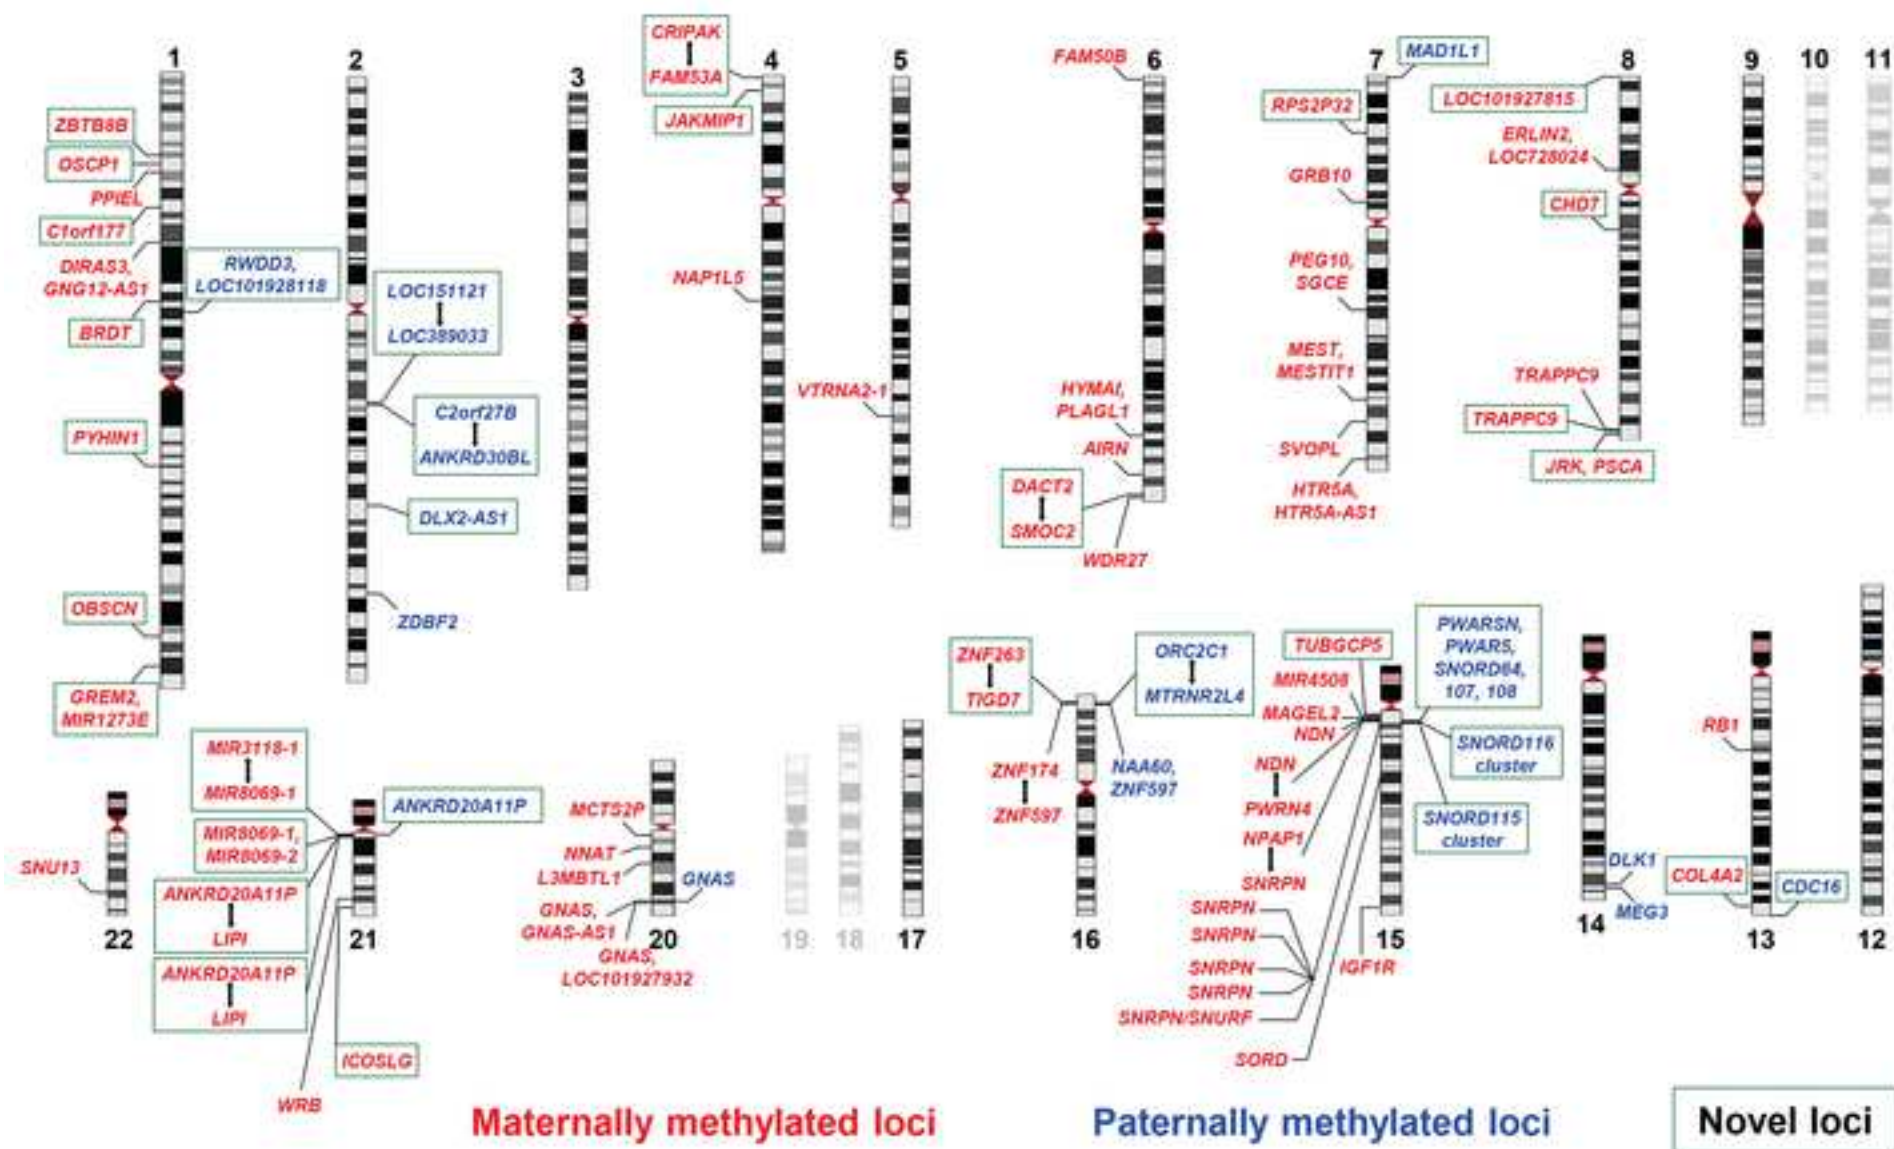 1
2
3
4
5
6
7
8
9
10
11
ZBTB8B
OSCP1
PPIEL
C1orf177
DIRAS3,
GNG12-AS1
BRDT
PYHIN1
OBSCN
GREM2,
MIR1273E
RWDD3,
LOC101928118
LOC151121
LOC389033
C2orf27B
ANKRD30BL
DLX2-AS1
ZDBF2
CRIPAK
FAM53A
JAKMIP1
NAP1L5
VTRNA2-1
FAM50B
HYMAI,
PLAGL1
AIRN
DACT2
SMOC2
WDR27
MAD1L1
RPS2P32
GRB10
PEG10,
SGCE
MEST,
MESTIT1
SVOPL
HTR5A,
HTR5A-AS1
LOC101927815
ERLIN2,
LOC728024
CHD7
TRAPPC9
TRAPPC9
JRK, PSCA
SNU13
22
MIR3118-1
MIR8069-1
MIR8069-1,
MIR8069-2
ANKRD20A11P
LIPI
ANKRD20A11P
LIPI
WRB
ICOSLG
ANKRD20A11P
21
MCTS2P
NNAT
L3MBTL1
GNAS,
GNAS-AS1
GNAS,
LOC101927932
GNAS
20
19
18
17
ZNF263
TIGD7
ZNF174
ZNF597
ORC2C1
MTRNR2L4
NAA60,
ZNF597
16
TUBGCP5
MIR4508
MAGEL2
NDN
NDN
PWRN4
NPAP1
SNRPN
SNRPN
SNRPN
SNRPN
SNRPN
SNRPN/SNURF
SORD
IGF1R
PWARSN,
PWAR5,
SNORD64,
107, 108
SNORD116
cluster
SNORD115
cluster
15
DLK1
MEG3
14
RB1
COL4A2
CDC16
13
12
Maternally methylated loci
Paternally methylated loci
Novel loci